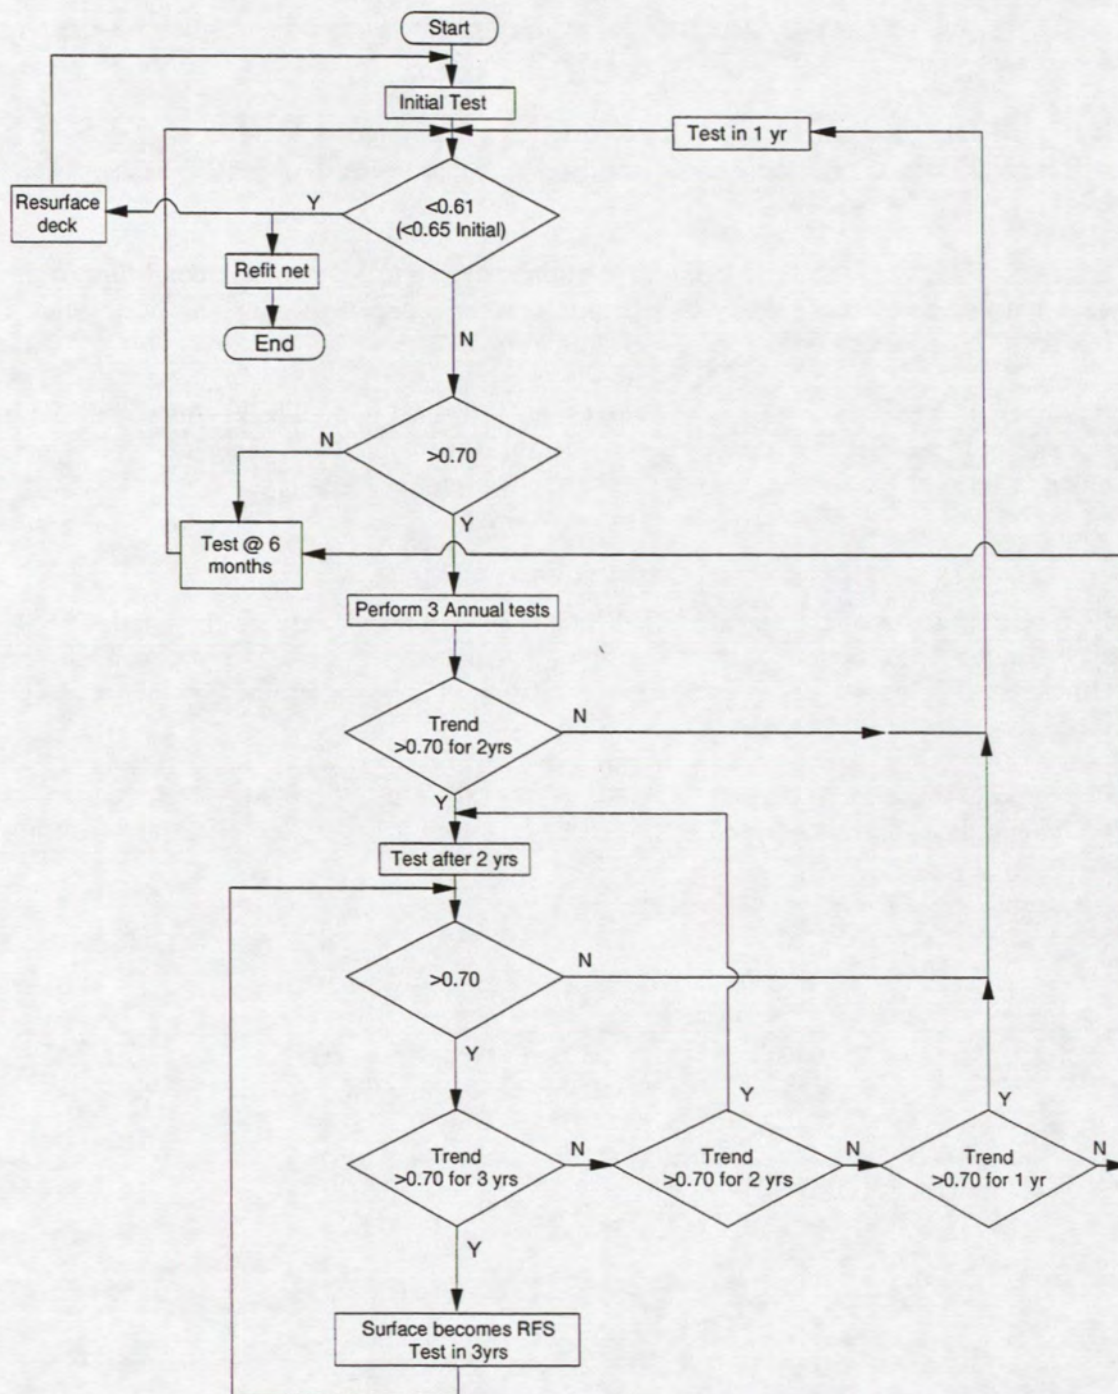 Start
Initial Test
Test in 1 yr
Resurface
deck
Y
<0.61
(<0.65 Initial)
Refit net
End
N
N
>0.70
Y
Test @ 6
months
Perform 3 Annual tests
Trend
>0.70 for 2yrs
N
Y
Test after 2 yrs
>0.70
N
Y
Y
Y
Trend
>0.70 for 3 yrs
N
Trend
>0.70 for 2 yrs
N
Trend
>0.70 for 1 yr
N
Y
Surface becomes RFS
Test in 3yrs